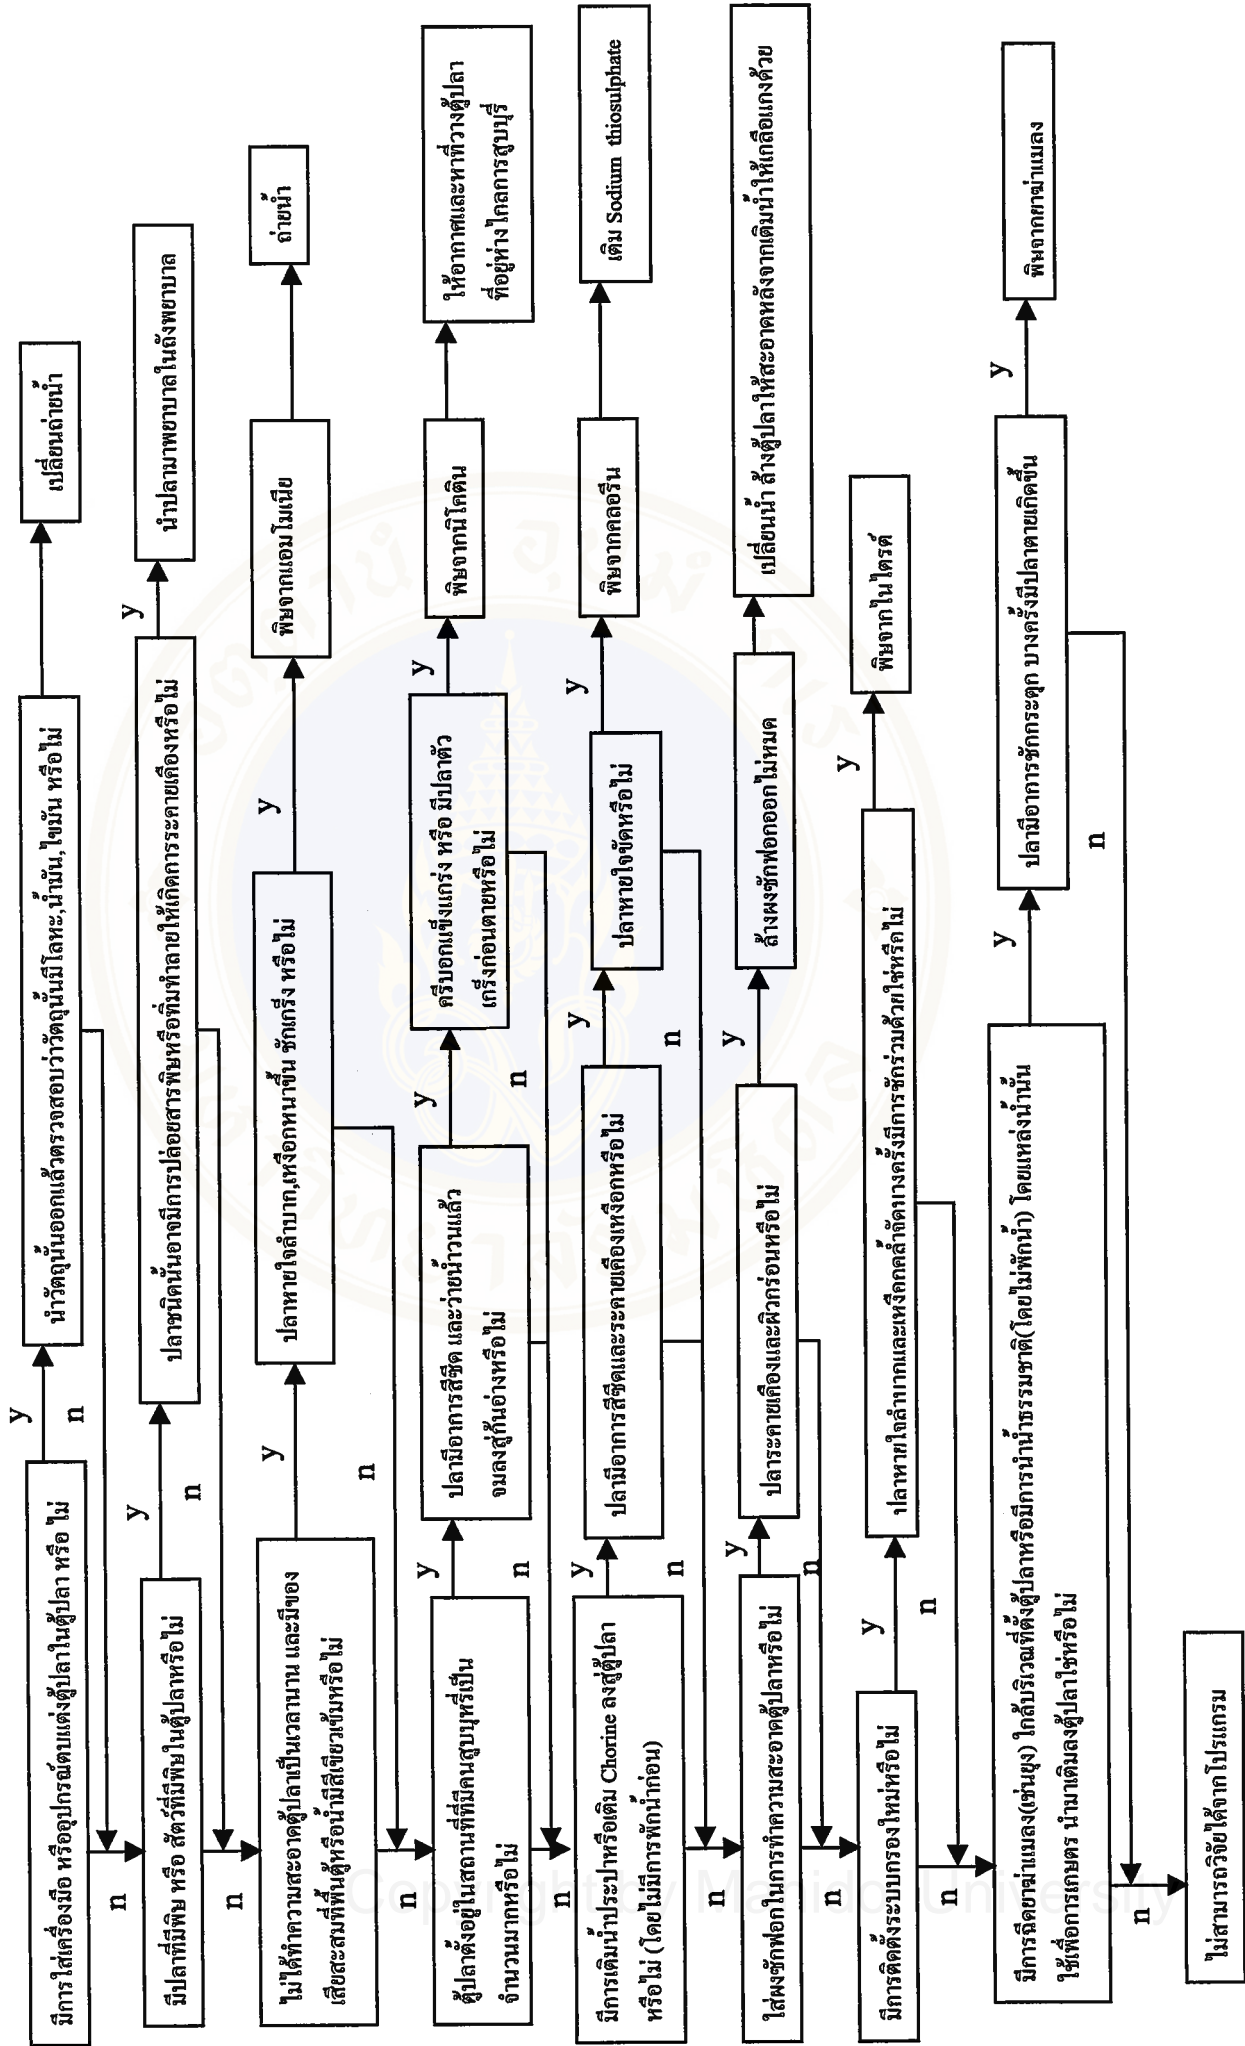 มีการใส่เครื่องมือ หรืออุปกรณ์ตบแต่งตู้ปลาในตู้ปลา หรือ ไม่
y
n
นำวัตถุนั้นออกแล้วตรวจสอบว่าวัตถุนั้นมีโลหะ,น้ำมัน,ไขมัน หรือไม่
เปลี่ยนถ่ายน้ำ
n
มีปลาที่มีพิษ หรือ สัตว์ที่มีพิษในตู้ปลาหรือไม่
y
n
ปลาชนิดนั้นอาจมีการปล่อยสารพิษหรือทิ่มทำลายให้เกิดการระคายเคืองหรือไม่
y
นำปลามาพยาบาลในถังพยาบาล
n
ไม่ได้ทำความสะอาดตู้ปลาเป็นเวลานาน และมีของ
เสียสะสมที่พื้นตู้หรือน้ำมีสีเขียวเข้มหรือไม่
y
n
ปลาหายใจลำบาก,เหงือกหนาขึ้น ชักเกร็ง หรือไม่
y
พิษจากแอมโมเนีย
ถ่ายน้ำ
n
ตู้ปลาตั้งอยู่ในสถานที่ที่มีคนสูบบุหรี่เป็น
จำนวนมากหรือไม่
y
n
ปลามีอาการสีซีด และว่ายน้ำวนแล้ว
จมลงสู่ก้นอ่างหรือไม่
y
n
ครีบอกแข็งแกร่ง หรือ มีปลาตัว
เกร็งก่อนตายหรือไม่
y
พิษจากนิโคติน
ให้อากาศและหาที่วางตู้ปลา
ที่อยู่ห่างไกลการสูบบุรี่
n
มีการเติมน้ำประปาหรือเติม Chorine ลงสู่ตู้ปลา
หรือไม่ (โดยไม่มีการพักน้ำก่อน)
y
n
ปลามีอาการสีซีดและระคายเคืองเหงือกหรือไม่
y
n
ปลาหายใจขัดหรือไม่
y
พิษจากคลอรีน
เติม Sodium thiosulphate
n
ใส่ผงซักฟอกในการทำความสะอาดตู้ปลาหรือไม่
y
n
ปลาระคายเคืองและผิวกร่อนหรือไม่
y
ล้างผงซักฟอกออกไม่หมด
เปลี่ยนน้ำ ล้างตู้ปลาให้สะอาดหลังจากเติมน้ำให้เกลือแกงด้วย
n
มีการติดตั้งระบบกรองใหม่หรือไม่
y
n
ปลาหายใจลำบากและเหงือกคล้ำจัดบางครั้งมีการชักร่วมด้วยใช่หรือไม่
y
พิษจากไนไตรต์
n
มีการฉีดยาฆ่าแมลง(เช่นยุง) ใกล้บริเวณที่ตั้งตู้ปลาหรือมีการนำน้ำธรรมชาติ(โดยไม่พักน้ำ) โดยแหล่งน้ำนั้น
ใช้เพื่อการเกษตร นำมาเติมลงตู้ปลาใช่หรือไม่
y
ปลามีอาการชักกระตุก บางครั้งมีปลาตายเกิดขึ้น
y
n
พิษจากยาฆ่าแมลง
n
ไม่สามารถวิจัยได้จากโปรแกรม
Copyright by Mahidol University